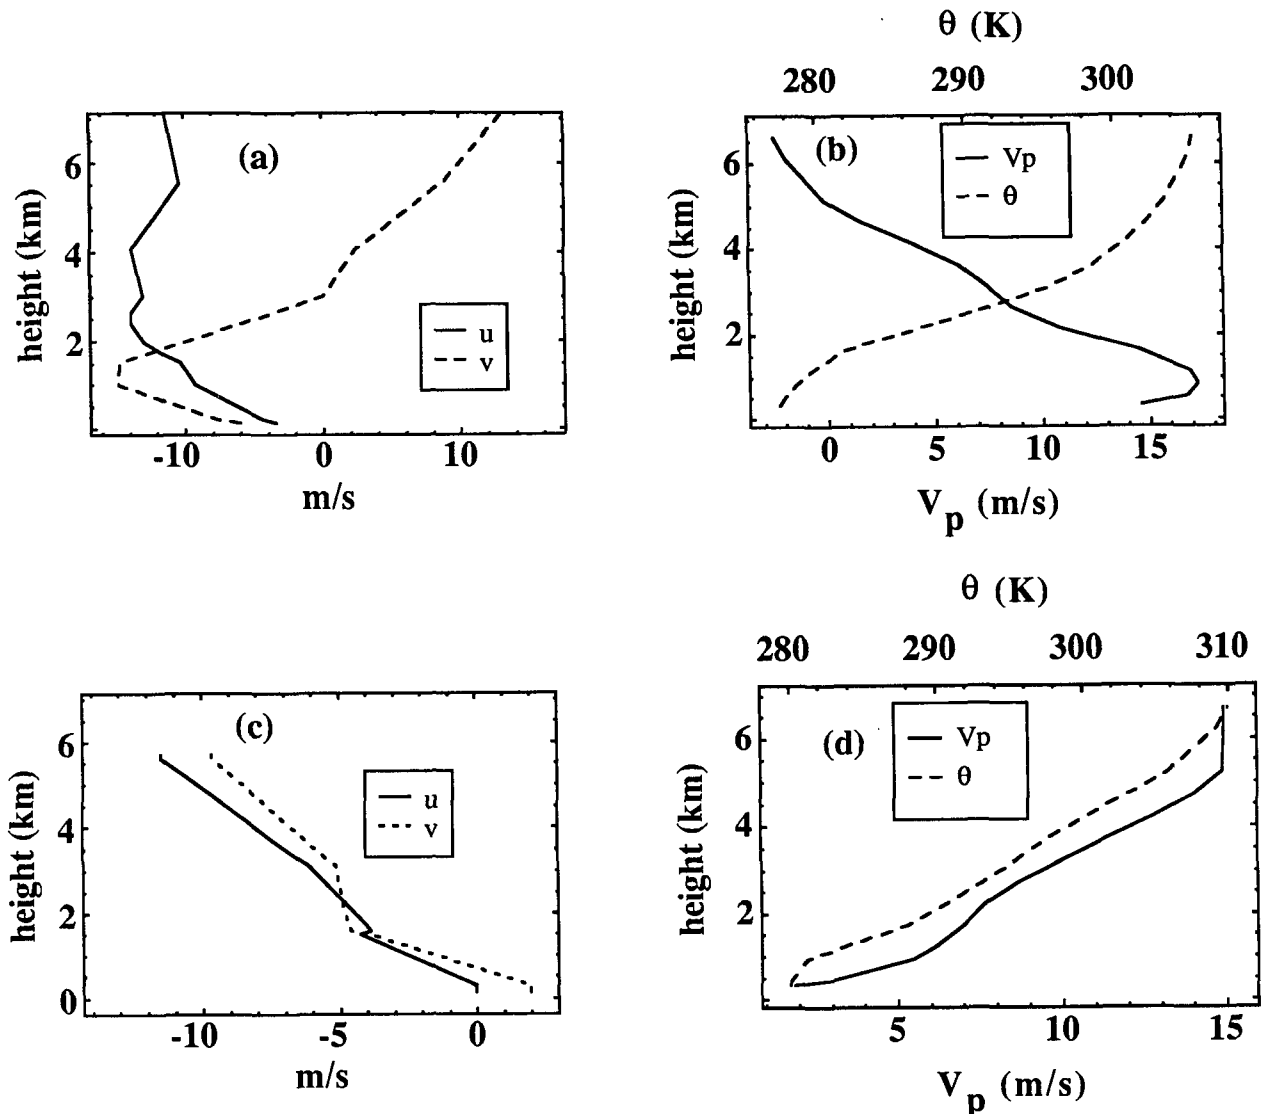 θ (K)
280 290 300
(a)
6
4
2
height (km)
u
v
-10 0 10
m/s
(b)
Vp
θ
6
4
2
height (km)
0 5 10 15
Vp (m/s)
θ (K)
280 290 300 310
(c)
6
4
2
0
height (km)
u
v
-10 -5 0
m/s
(d)
Vp
θ
6
4
2
height (km)
5 10 15
Vp (m/s)